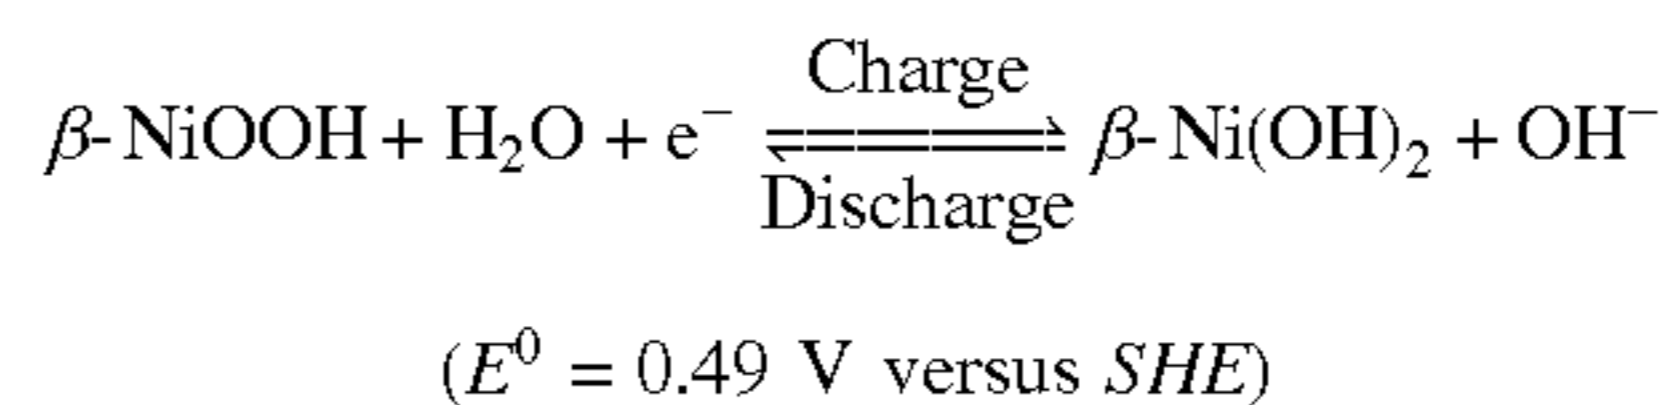 Charge
β-NiOOH + H₂O + e⁻ ⇌ β-Ni(OH)₂ + OH⁻
Discharge
(E⁰ = 0.49 V versus SHE)